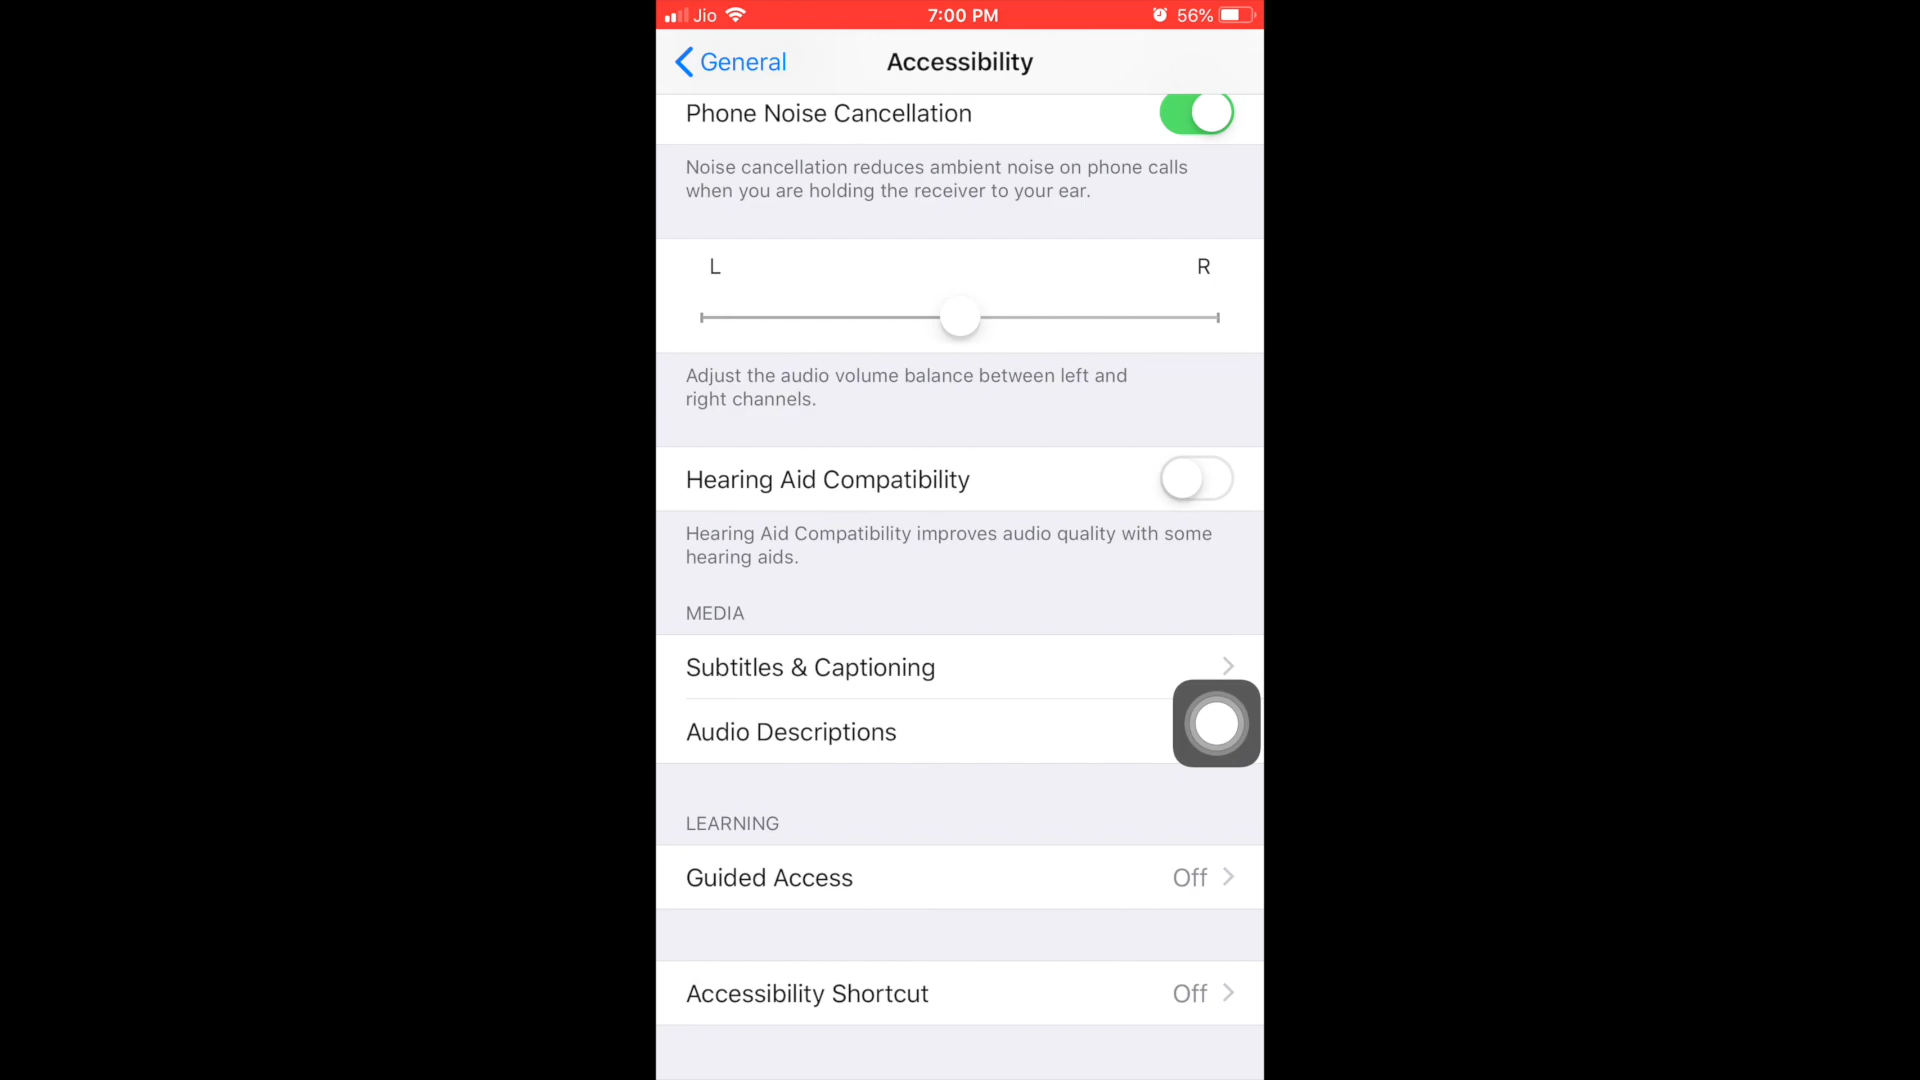 Jio 7:00 PM 56%
General Accessibility
Phone Noise Cancellation
Noise cancellation reduces ambient noise on phone calls
when you are holding the receiver to your ear.
L R
Adjust the audio volume balance between left and
right channels.
Hearing Aid Compatibility
Hearing Aid Compatibility improves audio quality with some
hearing aids.
MEDIA
Subtitles & Captioning
Audio Descriptions
LEARNING
Guided Access Off
Accessibility Shortcut Off